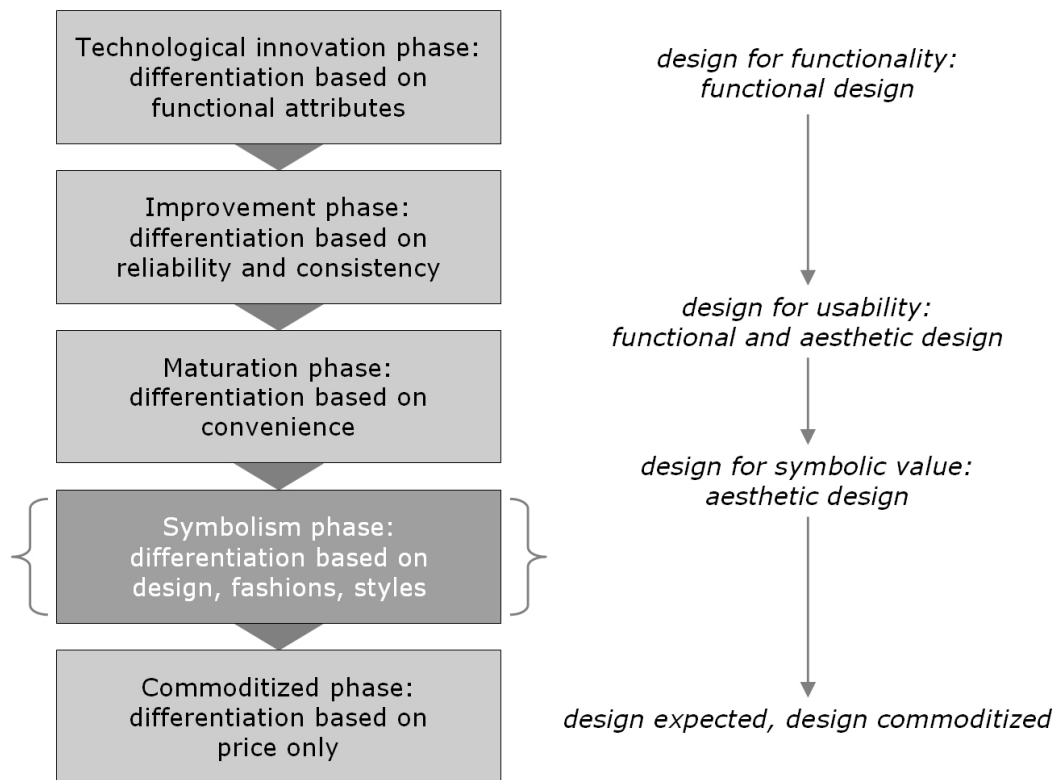 Technological innovation phase:
differentiation based on
functional attributes
Improvement phase:
differentiation based on
reliability and consistency
Maturation phase:
differentiation based on
convenience
Symbolism phase:
differentiation based on
design, fashions, styles
Commoditized phase:
differentiation based on
price only
design for functionality:
functional design
design for usability:
functional and aesthetic design
design for symbolic value:
aesthetic design
design expected, design commoditized